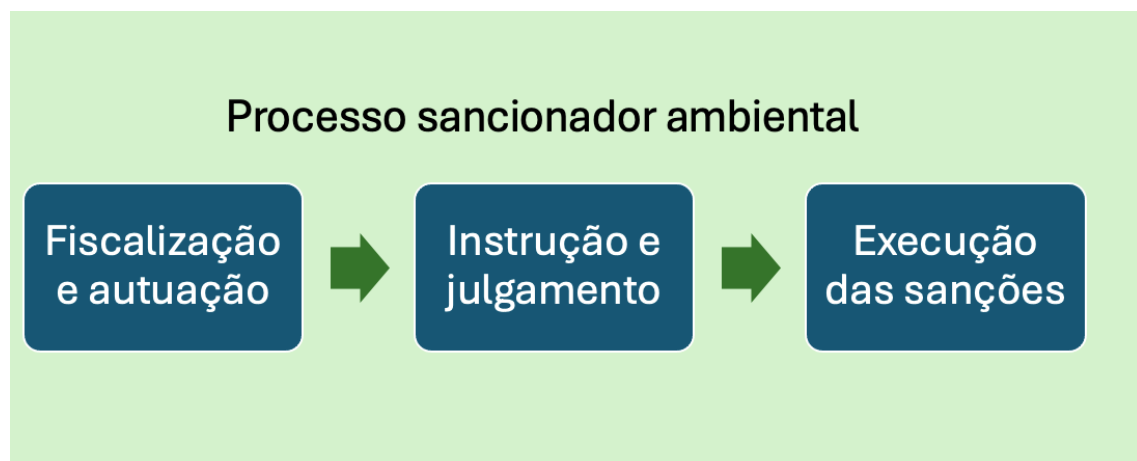 Processo sancionador ambiental
Fiscalização
e autuação
Instrução e
julgamento
Execução
das sanções